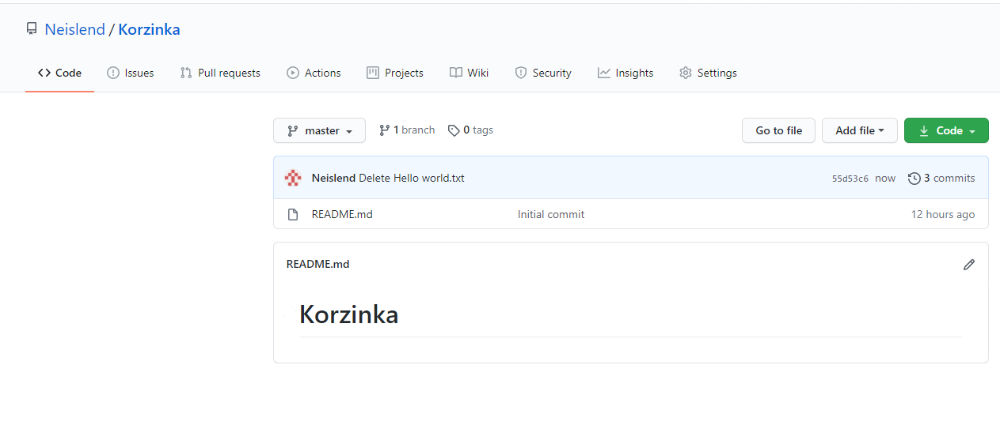 Neislend / Korzinka
Code Issues Pull requests Actions Projects Wiki Security Insights Settings
master 1 branch 0 tags Go to file Add file Code
Neislend Delete Hello world.txt 55d53c6 now 3 commits
README.md Initial commit 12 hours ago
README.md
Korzinka